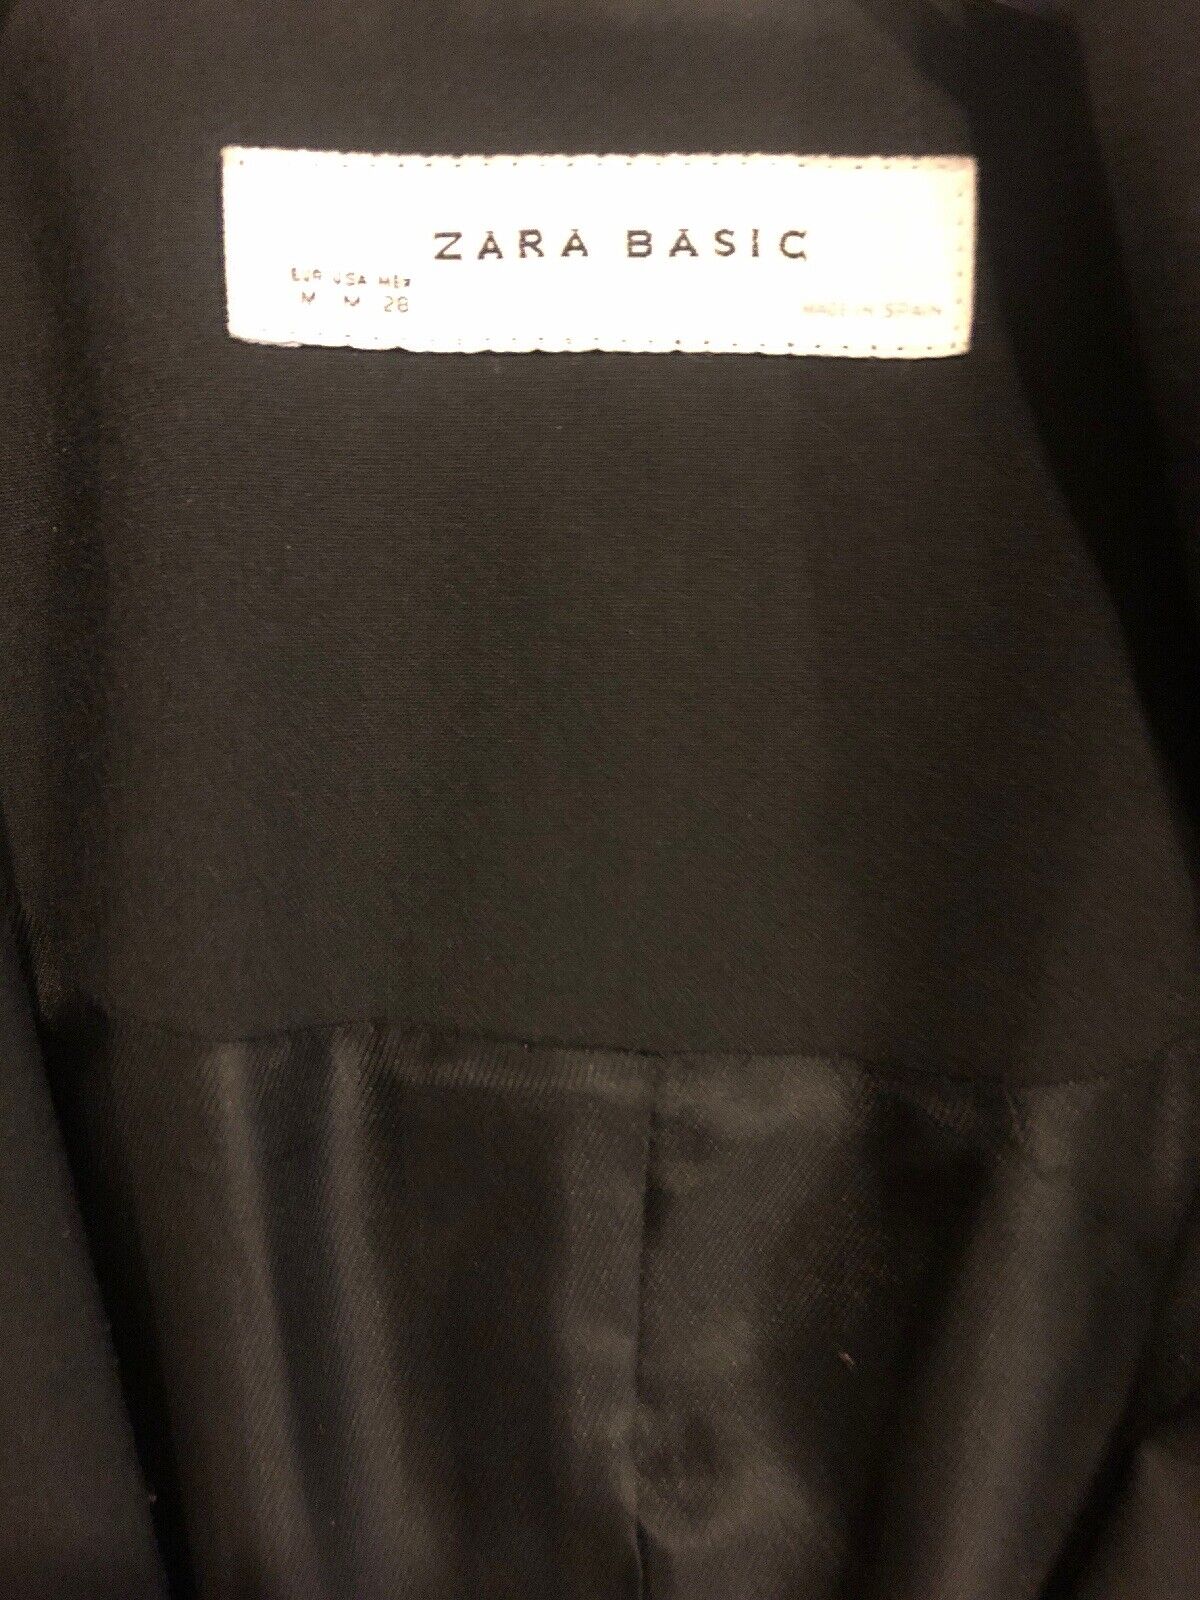 ZARA BASIC
EUR USA MEX
M M 28
MADE IN SPAIN